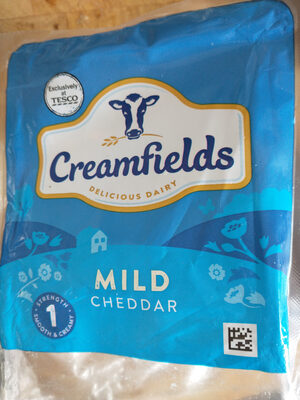 Exclusively
at
TESCO
Creamfields
DELICIOUS DAIRY
MILD
CHEDDAR
STRENGTH
1
SMOOTH & CREAMY